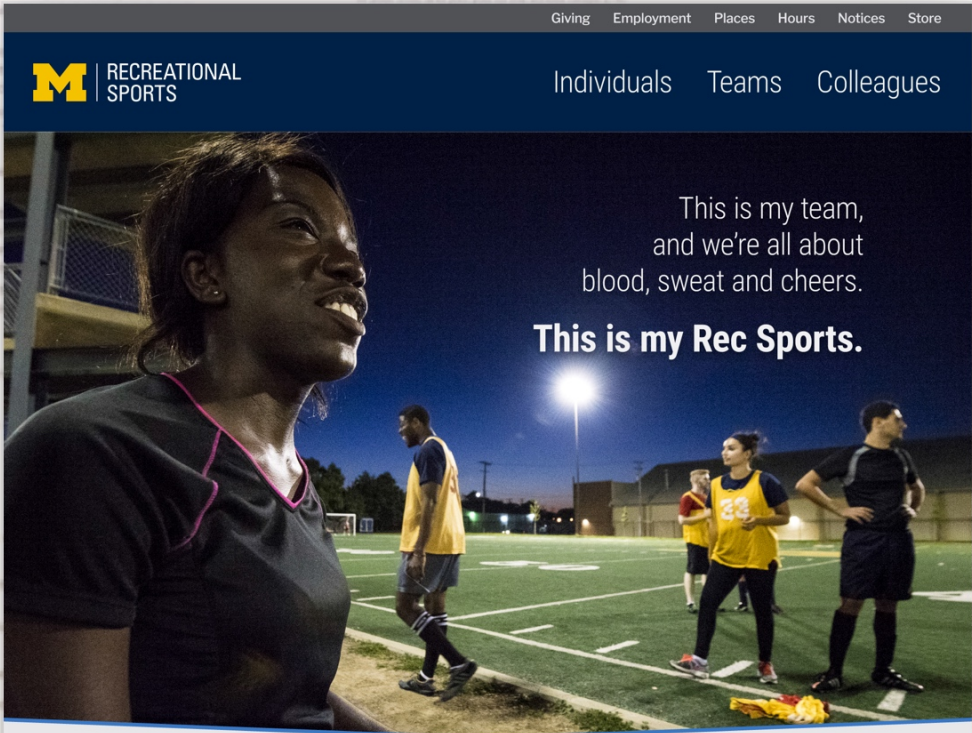 Giving Employment Places Hours Notices Store
M RECREATIONAL
SPORTS
Individuals Teams Colleagues
This is my team,
and we're all about
blood, sweat and cheers.
This is my Rec Sports.
33